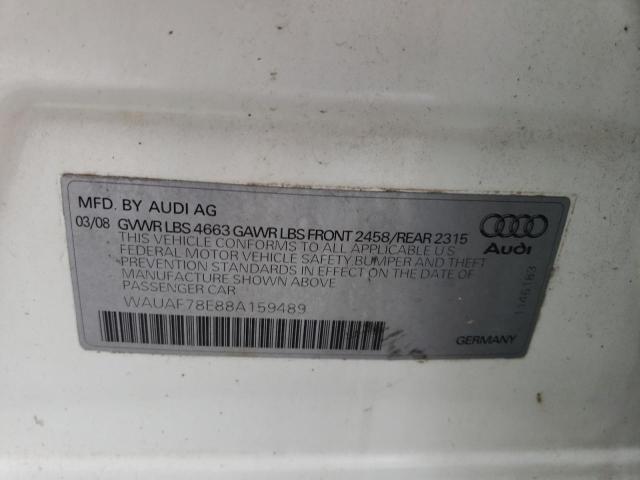 MFD. BY AUDI AG
03/08 GVWR LBS 4663 GAWR LBS FRONT 2458/REAR 2315
THIS VEHICLE CONFORMS TO ALL APPLICABLE U'S
FEDERAL MOTOR VEHICLE SAFETY, BUMPER AND THEFT
PREVENTION STANDARDS IN EFFECT ON THE DATE OF
MANUFACTURE SHOWN ABOVE
PASSENGER CAR
WAUAF78E88A159489
Audi
1146183
GERMANY